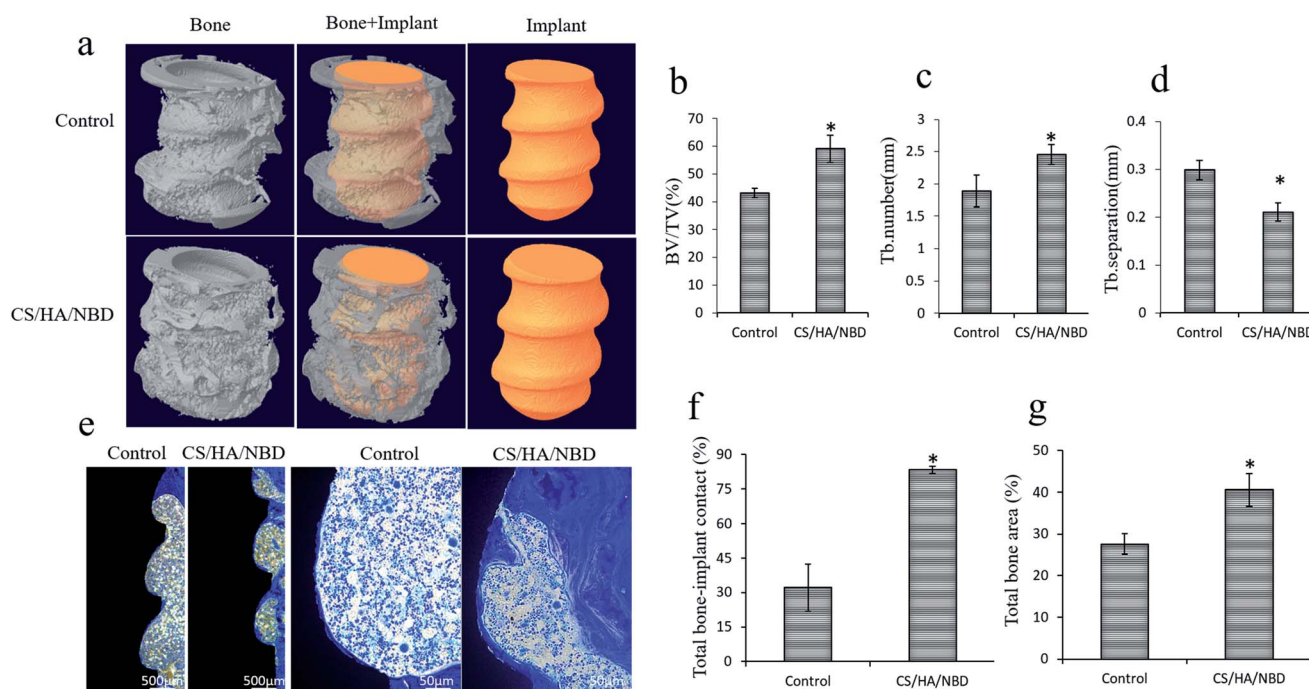 a
Bone
Bone+Implant
Implant
Control
CS/HA/NBD
b
BV/TV(%)
70
60
50
40
30
20
10
0
*
Control
CS/HA/NBD
c
Tb.number(mm)
3
2.5
2
1.5
1
0.5
0
*
Control
CS/HA/NBD
d
Tb.separation(mm)
0.4
0.3
0.2
0.1
0
*
Control
CS/HA/NBD
e
Control
CS/HA/NBD
Control
CS/HA/NBD
500μm
500μm
50μm
50μm
f
Total bone-implant contact (%)
90
75
60
45
30
15
0
*
Control
CS/HA/NBD
g
Total bone area (%)
50
40
30
20
10
0
*
Control
CS/HA/NBD